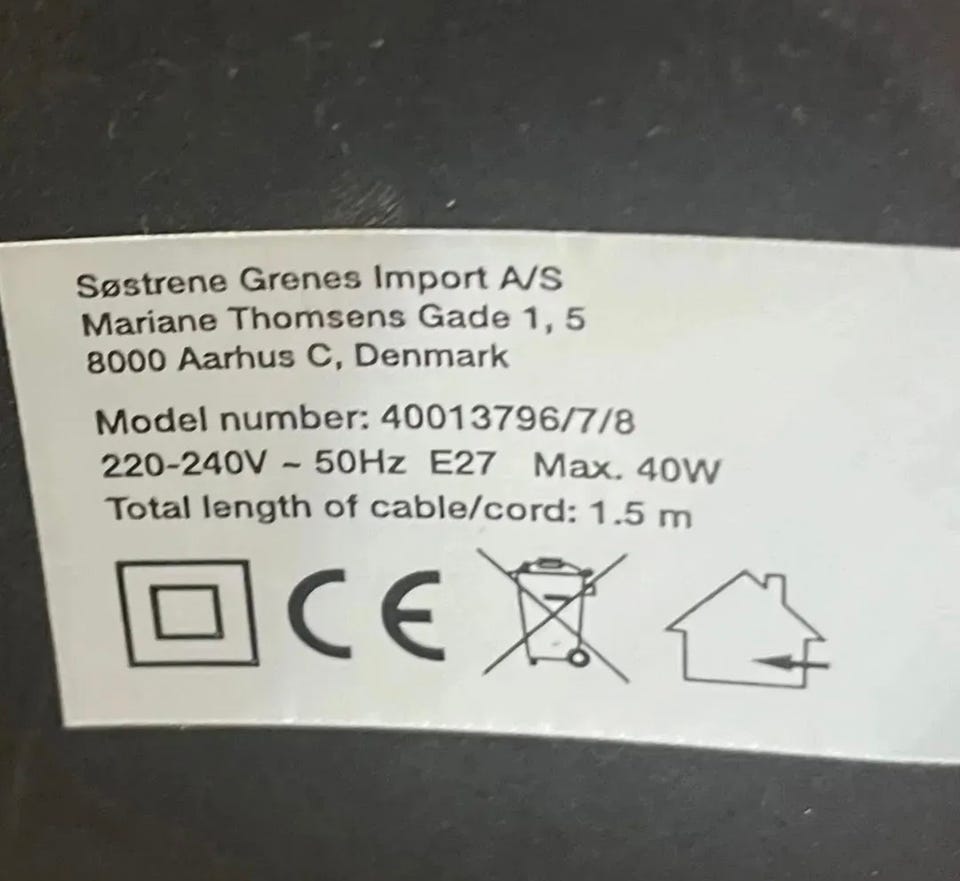 Søstrene Grenes Import A/S
Mariane Thomsens Gade 1, 5
8000 Aarhus C, Denmark
Model number: 40013796/7/8
220-240V ~ 50Hz E27 Max. 40W
Total length of cable/cord: 1.5 m
CE